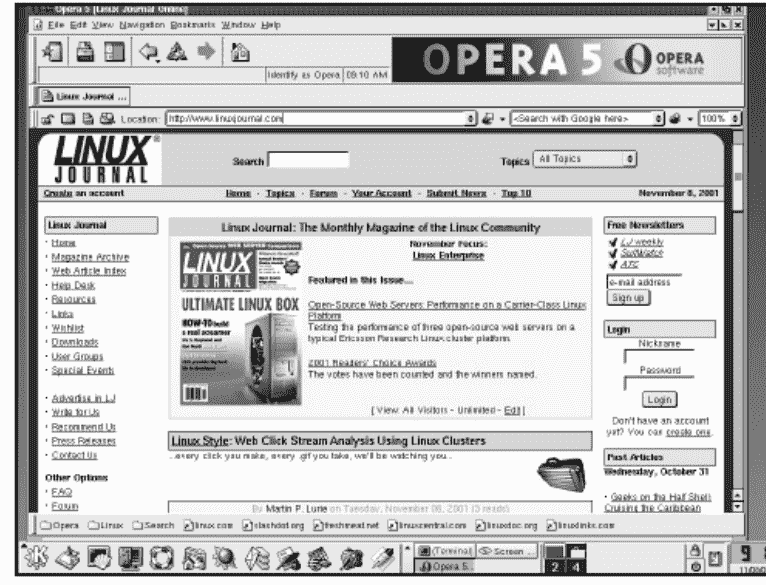 Opera 5 [Linux Journal Online]
File Edit View Navigation Bookmarks Window Help
OPERA 5 OPERA software
Identify as Opera 09:10 AM
Linux Journal ...
Location: http://www.linuxjournal.com <Search with Google here> 100%
LINUX JOURNAL
Search Topics All Topics
Create an account Home - Topics - Forum - Your Account - Submit News - Top 10 November 8, 2001
Linux Journal
· Home
· Magazine Archive
· Web Article Index
· Help Desk
· Resources
· Links
· Wishlist
· Downloads
· User Groups
· Special Events
· Advertise in LJ
· Write for Us
· Recommend Us
· Press Releases
· Contact Us
Other Options
· FAQ
· Forum
Linux Journal: The Monthly Magazine of the Linux Community
LINUX
JOURNAL
ULTIMATE LINUX BOX
HOW-TO build
November Focus:
Linux Enterprise
Featured in this Issue...
Open-Source Web Servers: Performance on a Carrier-Class Linux
Platform
Testing the performance of three open-source web servers on a
typical Ericsson Research Linux cluster platform.
2001 Readers' Choice Awards
The votes have been counted and the winners named.
[ View All Visitors - Unlimited - Edit ]
Linux Style: Web Click Stream Analysis Using Linux Clusters
...every click you make, every .gif you take, we'll be watching you...
By Martin P. Lurie on Tuesday, November 08, 2001 (3 reads)
Free Newsletters
LJ weekly
SuitWatch
ATC
e-mail address
Sign up
Login
Nickname
Password
Login
Don't have an account
yet? You can create one.
Past Articles
Wednesday, October 31
· Geeks on the Half Shell:
Cruising the Caribbean
Opera Linux Search linux.com slashdot.org freshmeat.net linuxcentral.com linuxdoc.org linuxlinks.com
(Terminal) Screen ...
Opera 5..
2 4